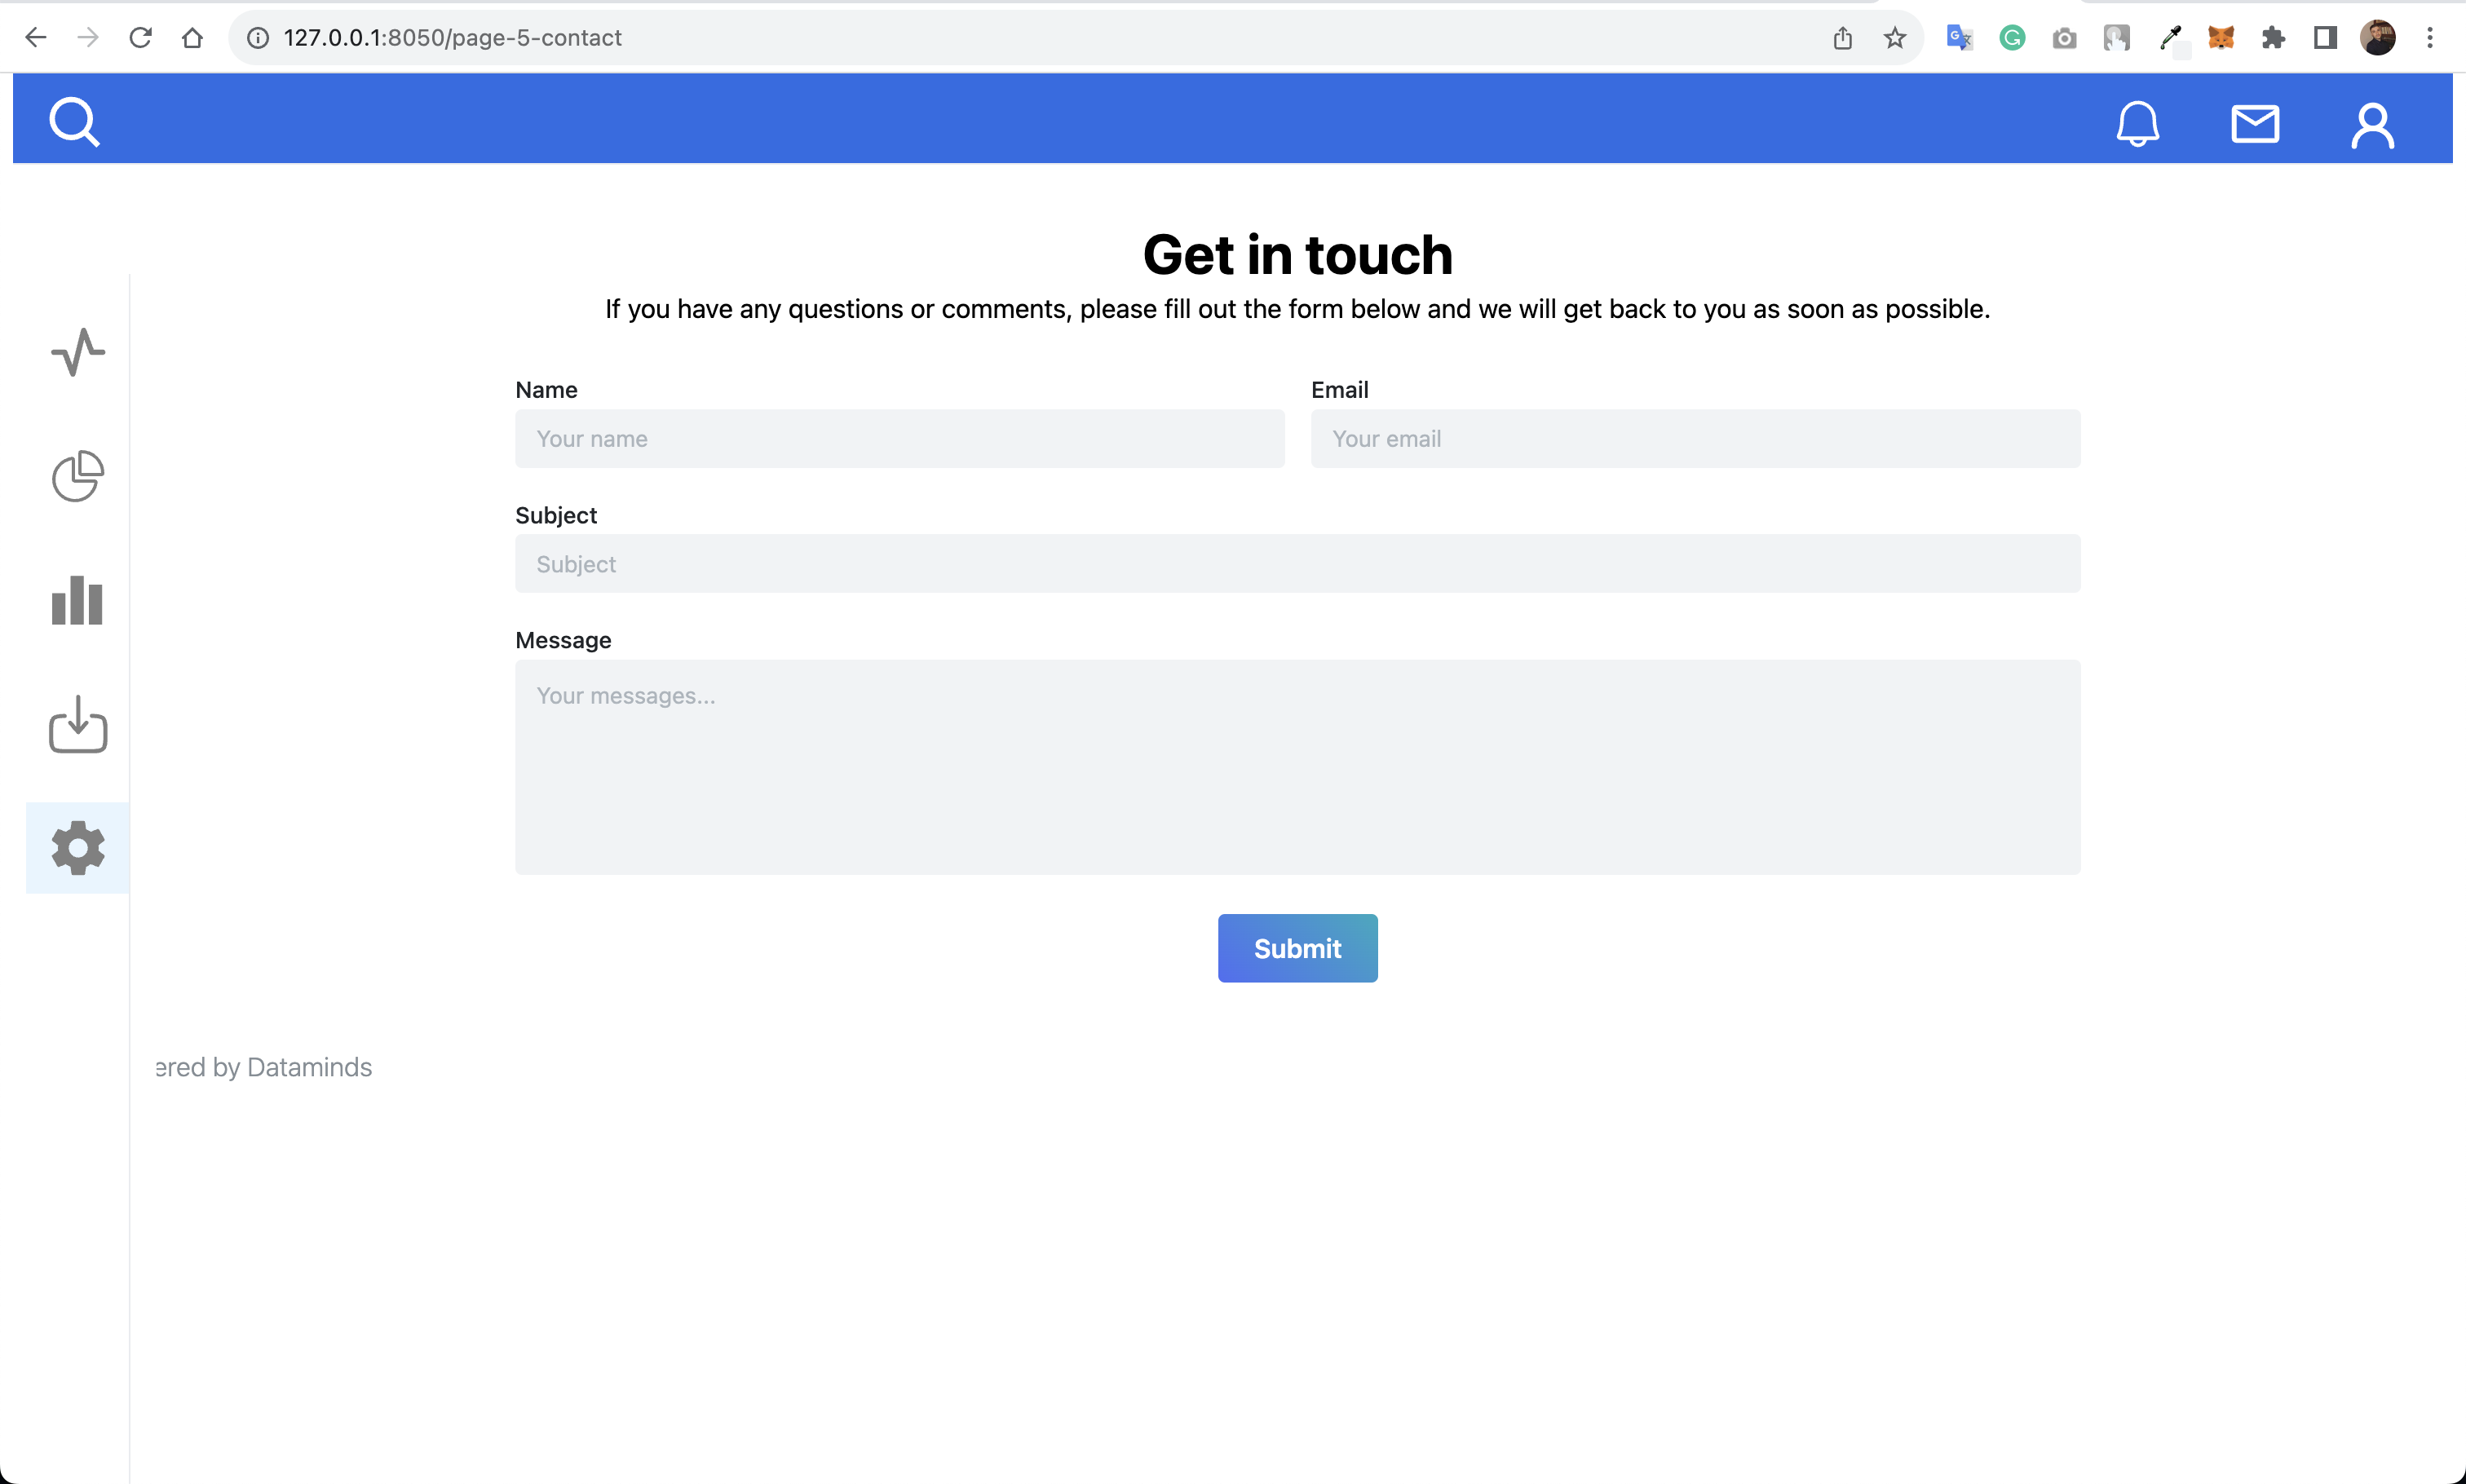 127.0.0.1:8050/page-5-contact
Get in touch
If you have any questions or comments, please fill out the form below and we will get back to you as soon as possible.
Name Email
Your name Your email
Subject
Subject
Message
Your messages...
Submit
ered by Dataminds